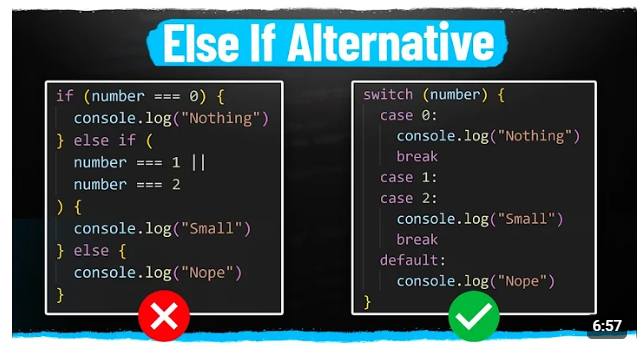 Else If Alternative
if (number === 0) {
console.log("Nothing")
} else if (
number === 1 ||
number === 2
) {
console.log("Small")
} else {
console.log("Nope")
}
switch (number) {
case 0:
console.log("Nothing")
break
case 1:
case 2:
console.log("Small")
break
default:
console.log("Nope")
}
6:57